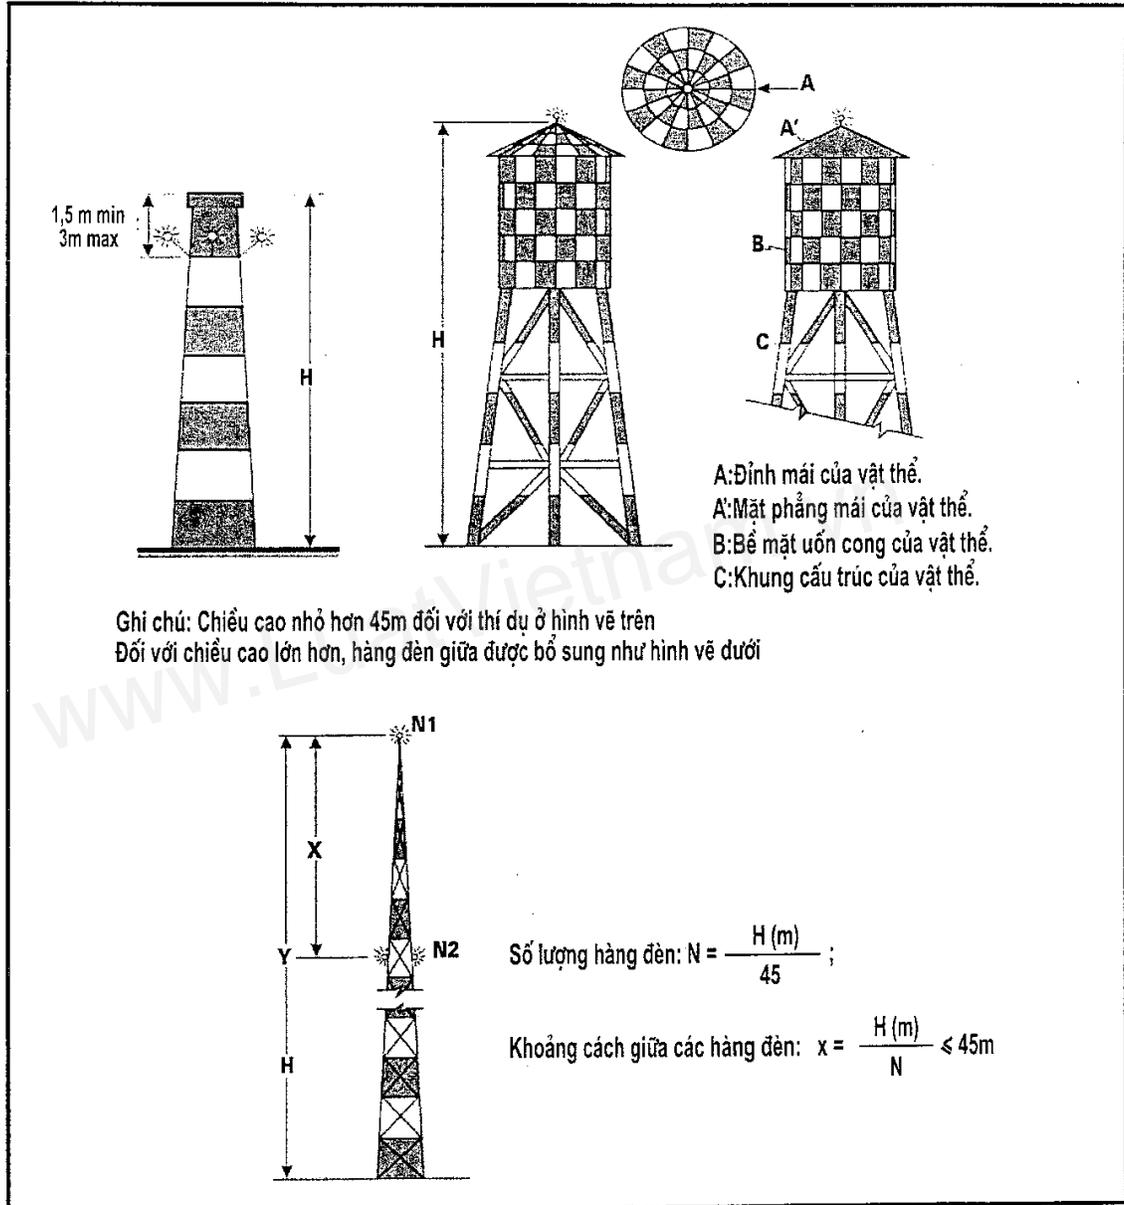 A
A'
1,5 m min
3m max
B
H
H
C
A:Đỉnh mái của vật thể.
A':Mặt phẳng mái của vật thể.
B:Bề mặt uốn cong của vật thể.
C:Khung cấu trúc của vật thể.
Ghi chú: Chiều cao nhỏ hơn 45m đối với thí dụ ở hình vẽ trên
Đối với chiều cao lớn hơn, hàng đèn giữa được bổ sung như hình vẽ dưới
www.LuatVietnam.vn
N1
X
Y
N2
Số lượng hàng đèn: N = H (m) / 45 ;
Khoảng cách giữa các hàng đèn: x = H (m) / N ⩽ 45m
H